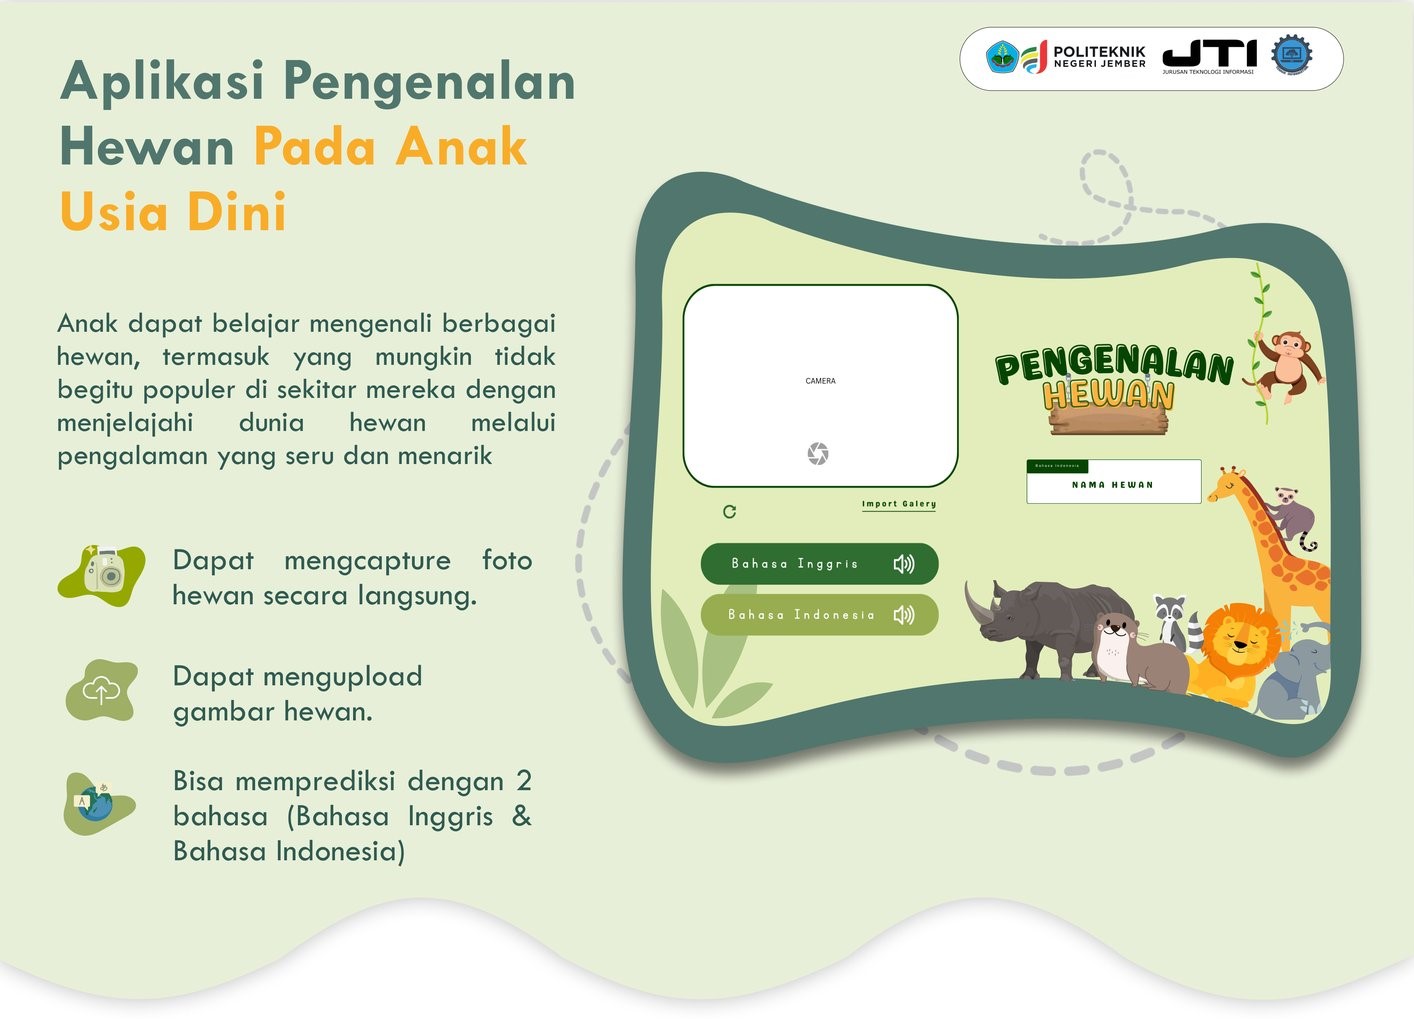 Aplikasi Pengenalan
Hewan Pada Anak
Usia Dini
POLITEKNIK
NEGERI JEMBER
JTI
JURUSAN TEKNOLOGI INFORMASI
Anak dapat belajar mengenali berbagai
hewan, termasuk yang mungkin tidak
begitu populer di sekitar mereka dengan
menjelajahi dunia hewan melalui
pengalaman yang seru dan menarik
Dapat mengcapture foto
hewan secara langsung.
Dapat mengupload
gambar hewan.
Bisa memprediksi dengan 2
bahasa (Bahasa Inggris &
Bahasa Indonesia)
CAMERA
Import Galery
Bahasa Inggris
Bahasa Indonesia
PENGENALAN
HEWAN
Bahasa Indonesia
NAMA HEWAN